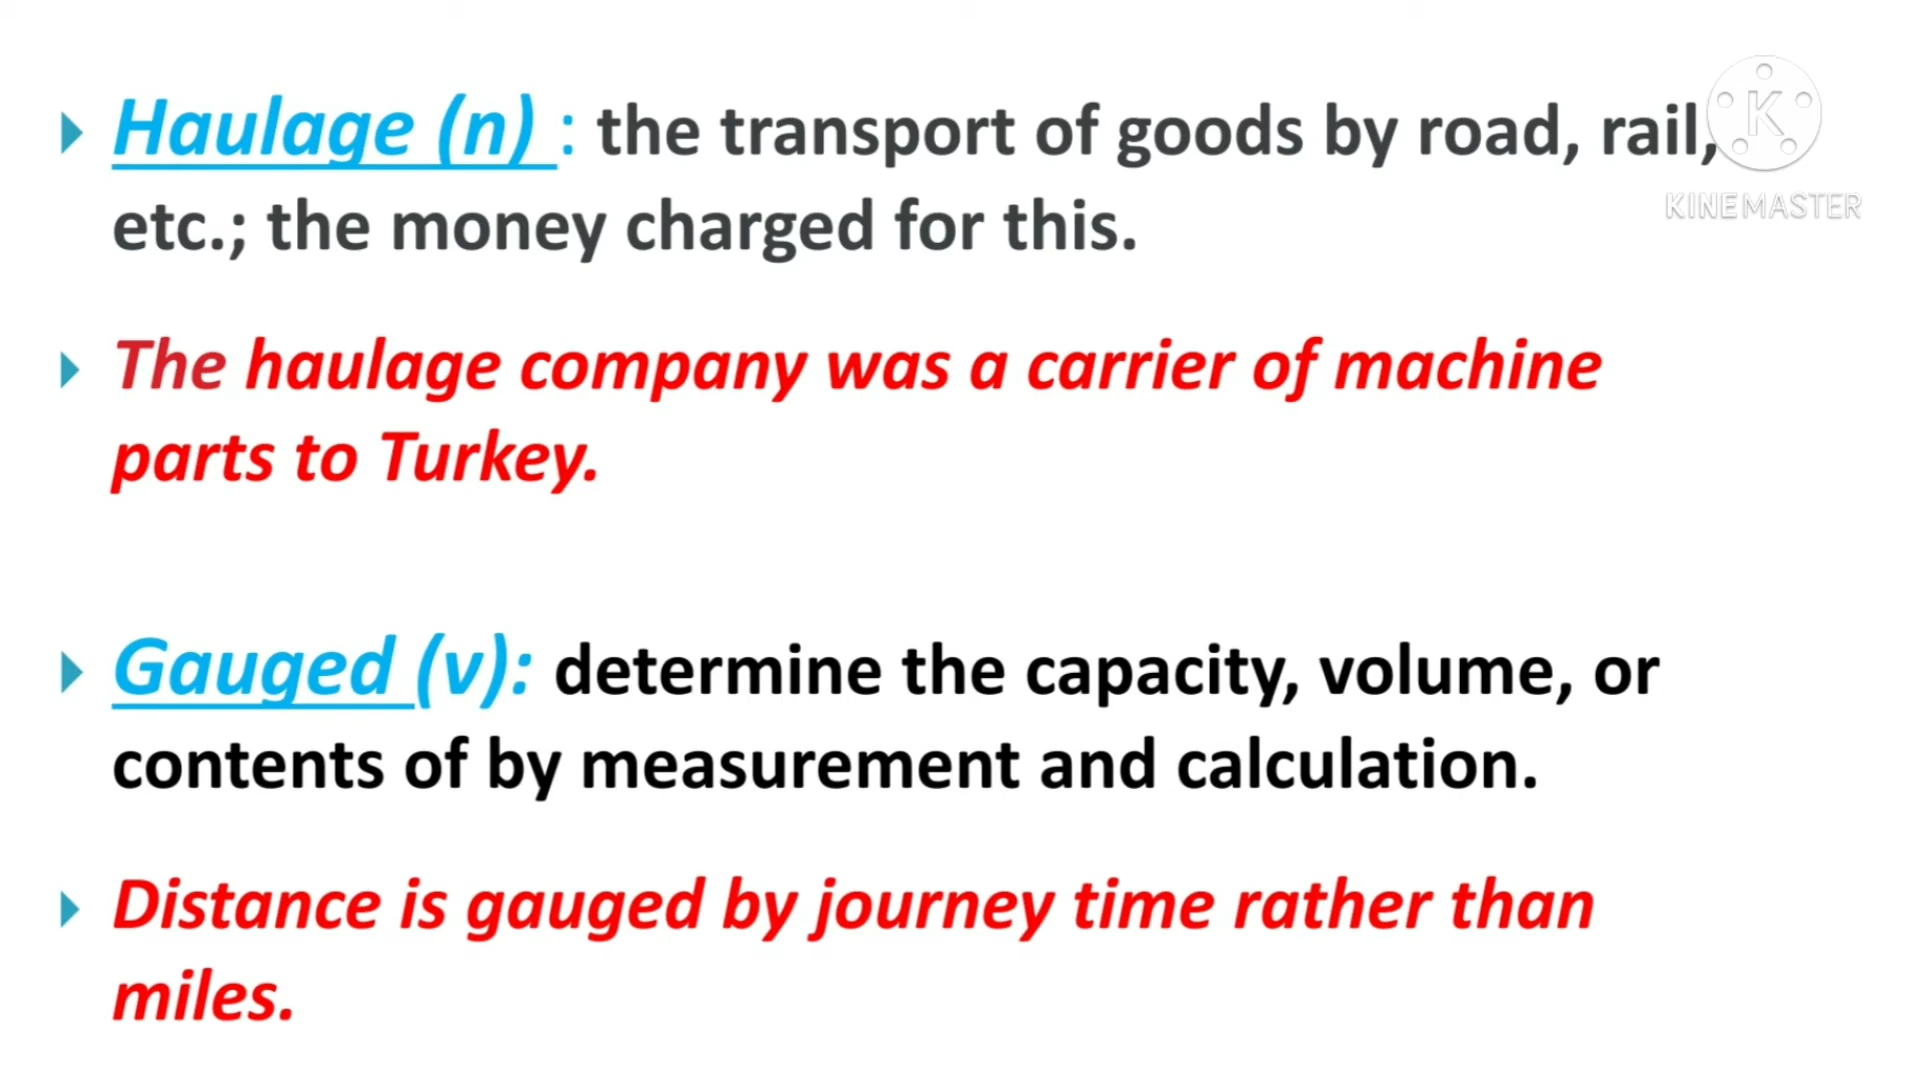 Haulage (n) : the transport of goods by road, rail,
etc.; the money charged for this.
The haulage company was a carrier of machine
parts to Turkey.
Gauged (v): determine the capacity, volume, or
contents of by measurement and calculation.
Distance is gauged by journey time rather than
miles.
K
KINEMASTER